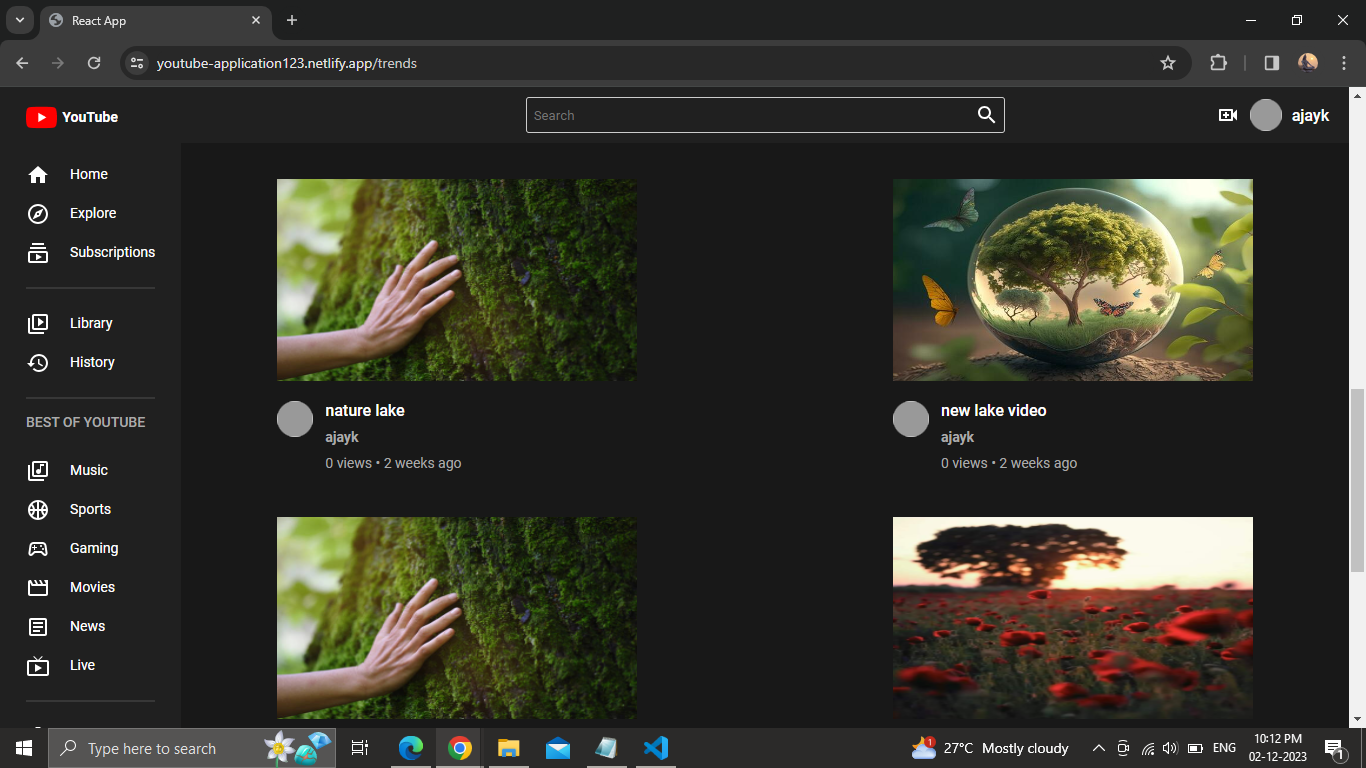 React App
youtube-application123.netlify.app/trends
YouTube
Search
ajayk
Home
Explore
Subscriptions
Library
History
BEST OF YOUTUBE
Music
Sports
Gaming
Movies
News
Live
nature lake
ajayk
0 views • 2 weeks ago
new lake video
ajayk
0 views • 2 weeks ago
Type here to search
1
27°C Mostly cloudy
ENG
10:12 PM
02-12-2023
1